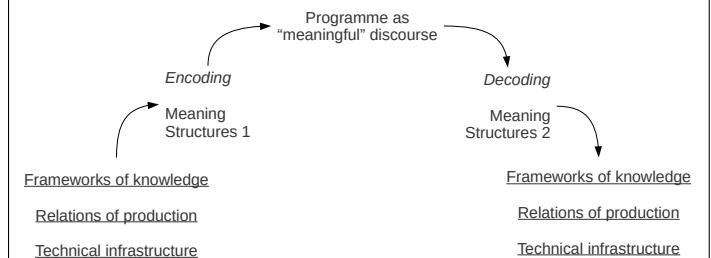 Programme as
“meaningful” discourse
Encoding
Meaning
Structures 1
Frameworks of knowledge
Relations of production
Technical infrastructure
Decoding
Meaning
Structures 2
Frameworks of knowledge
Relations of production
Technical infrastructure